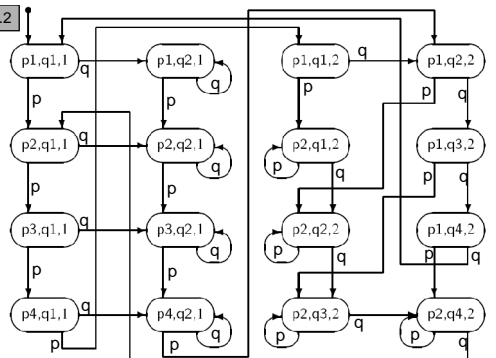 .2
p1,q1,1 q p1,q2,1 p1,q1,2 q p1,q2,2
p q p p p q
p2,q1,1 q p2,q2,1 p2,q1,2 p1,q3,2
p p q p q p q
p3,q1,1 q p3,q2,1 p2,q2,2 p1,q4,2
p p q p q p q
p4,q1,1 q p4,q2,1 p2,q3,2 q p2,q4,2
p p q p p q